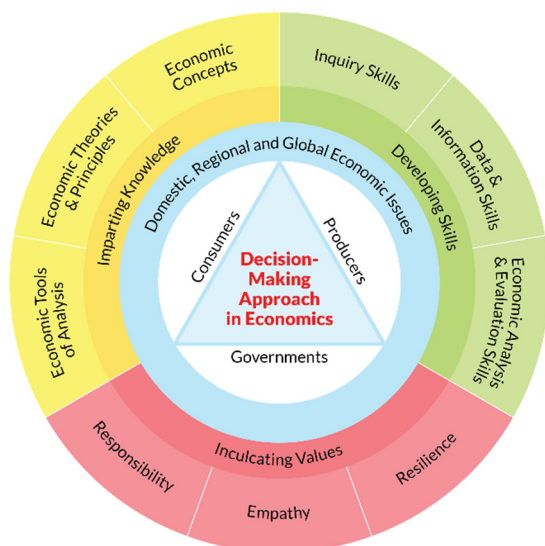 Economic
Concepts
Inquiry Skills
Economic Theories
& Principles
Data &
Information Skills
Economic Tools
of Analysis
Economic Analysis
& Evaluation Skills
Imparting Knowledge
Developing Skills
Domestic, Regional and Global Economic Issues
Consumers
Producers
Decision-
Making
Approach
in Economics
Governments
Inculcating Values
Responsibility
Empathy
Resilience